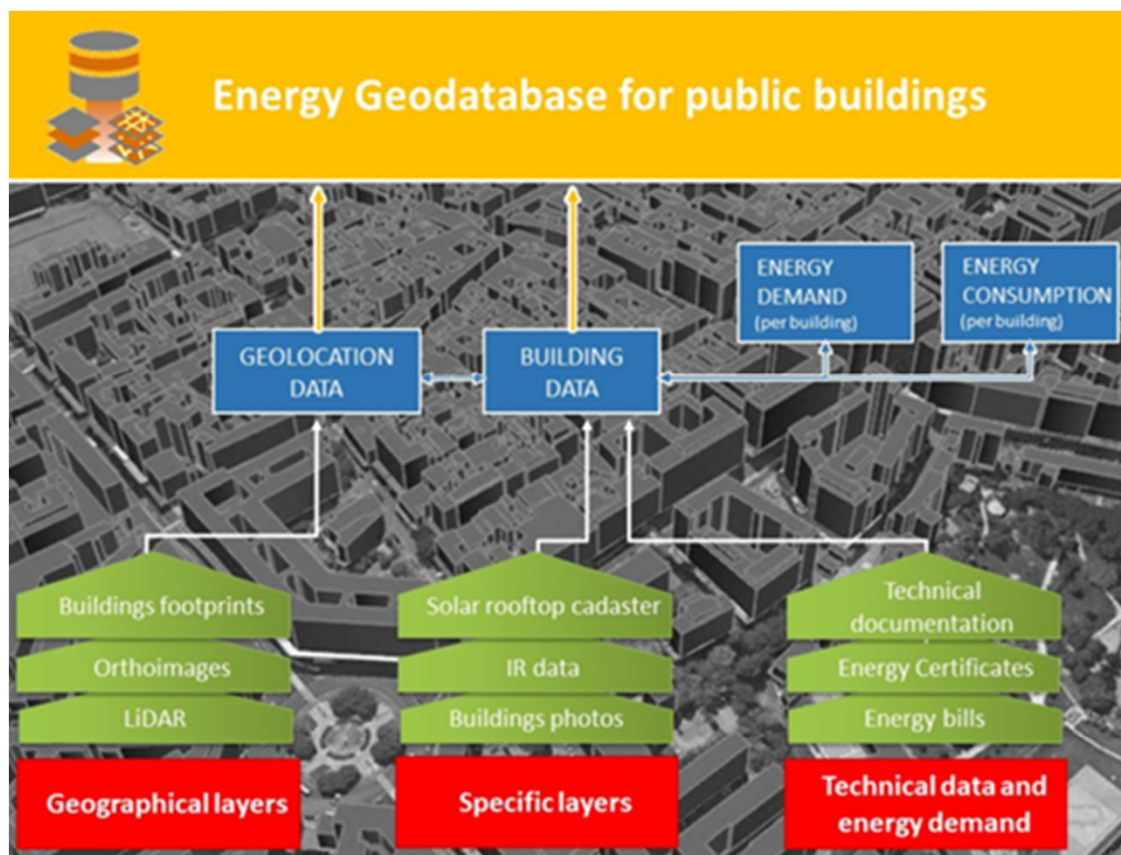 Energy Geodatabase for public buildings
ENERGY
DEMAND
(per building)
ENERGY
CONSUMPTION
(per building)
GEOLOCATION
DATA
BUILDING
DATA
Buildings footprints
Solar rooftop cadaster
Technical
documentation
Orthoimages
IR data
Energy Certificates
LiDAR
Buildings photos
Energy bills
Geographical layers
Specific layers
Technical data and
energy demand